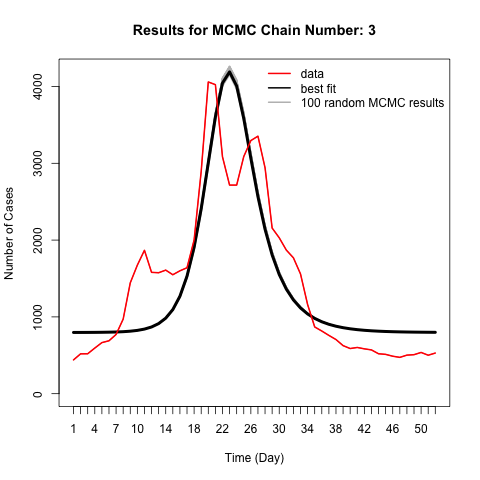 Results for MCMC Chain Number: 3
data
best fit
100 random MCMC results
Number of Cases
4000
3000
2000
1000
0
1 4 7 10 14 18 22 26 30 34 38 42 46 50
Time (Day)